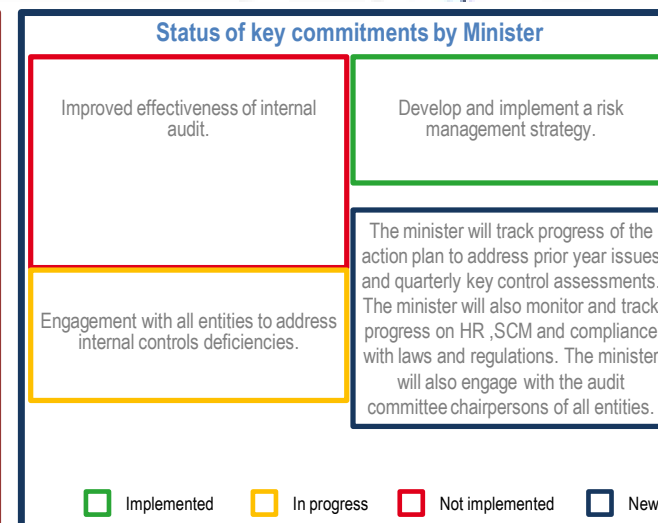 Status of key commitments by Minister
Improved effectiveness of internal
audit.
Develop and implement a risk
management strategy.
Engagement with all entities to address
internal controls deficiencies.
The minister will track progress of the
action plan to address prior year issues
and quarterly key control assessments.
The minister will also monitor and track
progress on HR ,SCM and compliance
with laws and regulations. The minister
will also engage with the audit
committee chairpersons of all entities.
Implemented In progress Not implemented New